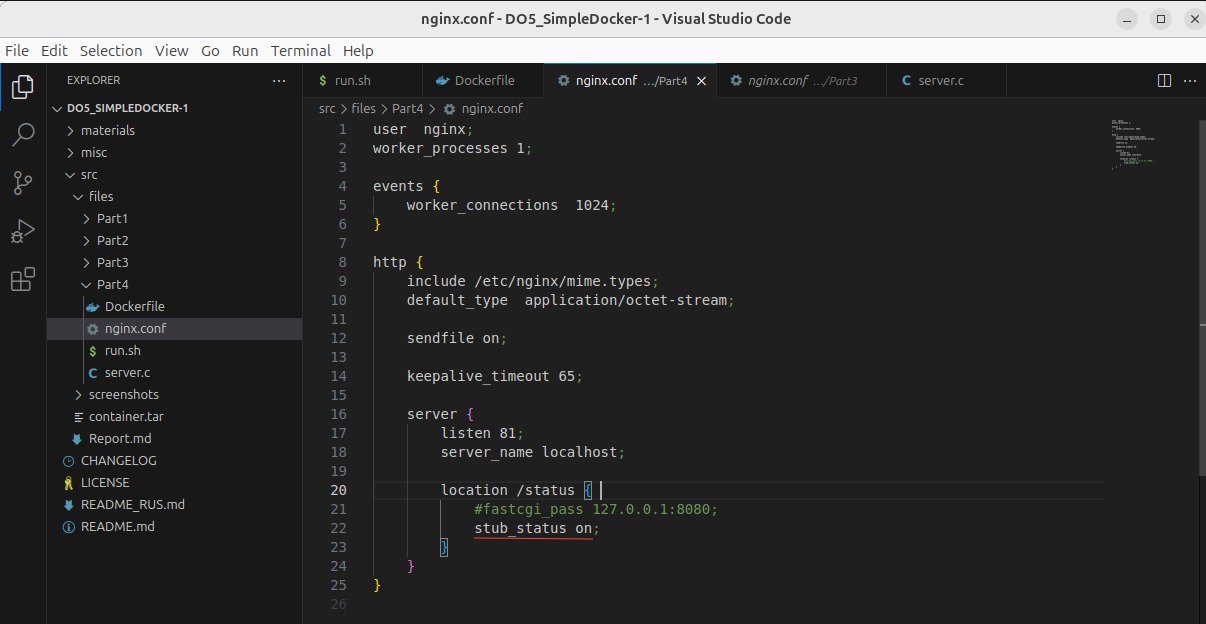 nginx.conf - DO5_SimpleDocker-1 - Visual Studio Code
File Edit Selection View Go Run Terminal Help
EXPLORER
DO5_SIMPLEDOCKER-1
materials
misc
src
files
Part1
Part2
Part3
Part4
Dockerfile
nginx.conf
run.sh
server.c
screenshots
container.tar
Report.md
CHANGELOG
LICENSE
README_RUS.md
README.md
$ run.sh Dockerfile nginx.conf .../Part4 nginx.conf .../Part3 C server.c
src > files > Part4 > nginx.conf
1 user  nginx;
2 worker_processes 1;
3
4 events {
5     worker_connections  1024;
6 }
7
8 http {
9     include /etc/nginx/mime.types;
10     default_type  application/octet-stream;
11
12     sendfile on;
13
14     keepalive_timeout 65;
15
16     server {
17         listen 81;
18         server_name localhost;
19
20         location /status {
21             #fastcgi_pass 127.0.0.1:8080;
22             stub_status on;
23         }
24     }
25 }
26